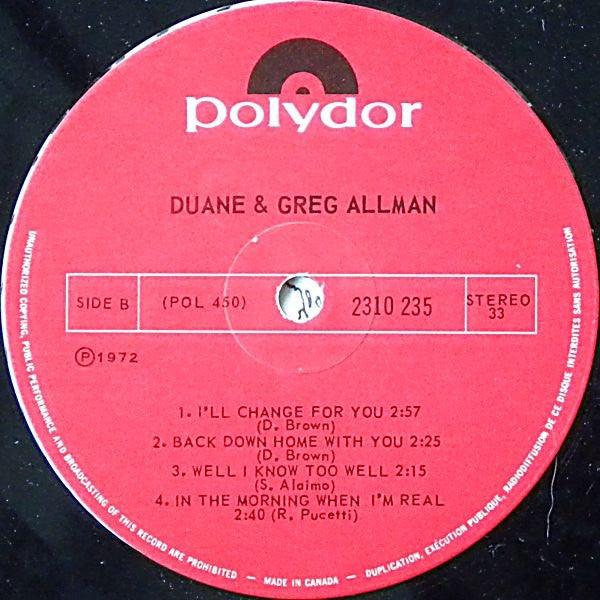 polydor
DUANE & GREG ALLMAN
SIDE B (POL 450) 2310 235 STEREO 33
Ⓟ1972
1. I'LL CHANGE FOR YOU 2:57
(D. Brown)
2. BACK DOWN HOME WITH YOU 2:25
(D. Brown)
3. WELL I KNOW TOO WELL 2:15
(S. Alaimo)
4. IN THE MORNING WHEN I'M REAL
2:40 (R. Pucetti)
UNAUTHORIZED COPYING, PUBLIC PERFORMANCE AND BROADCASTING OF THIS RECORD ARE PROHIBITED — MADE IN CANADA — DUPLICATION, EXÉCUTION PUBLIQUE, RADIODIFFUSION DE CE DISQUE INTERDITES SANS AUTORISATION